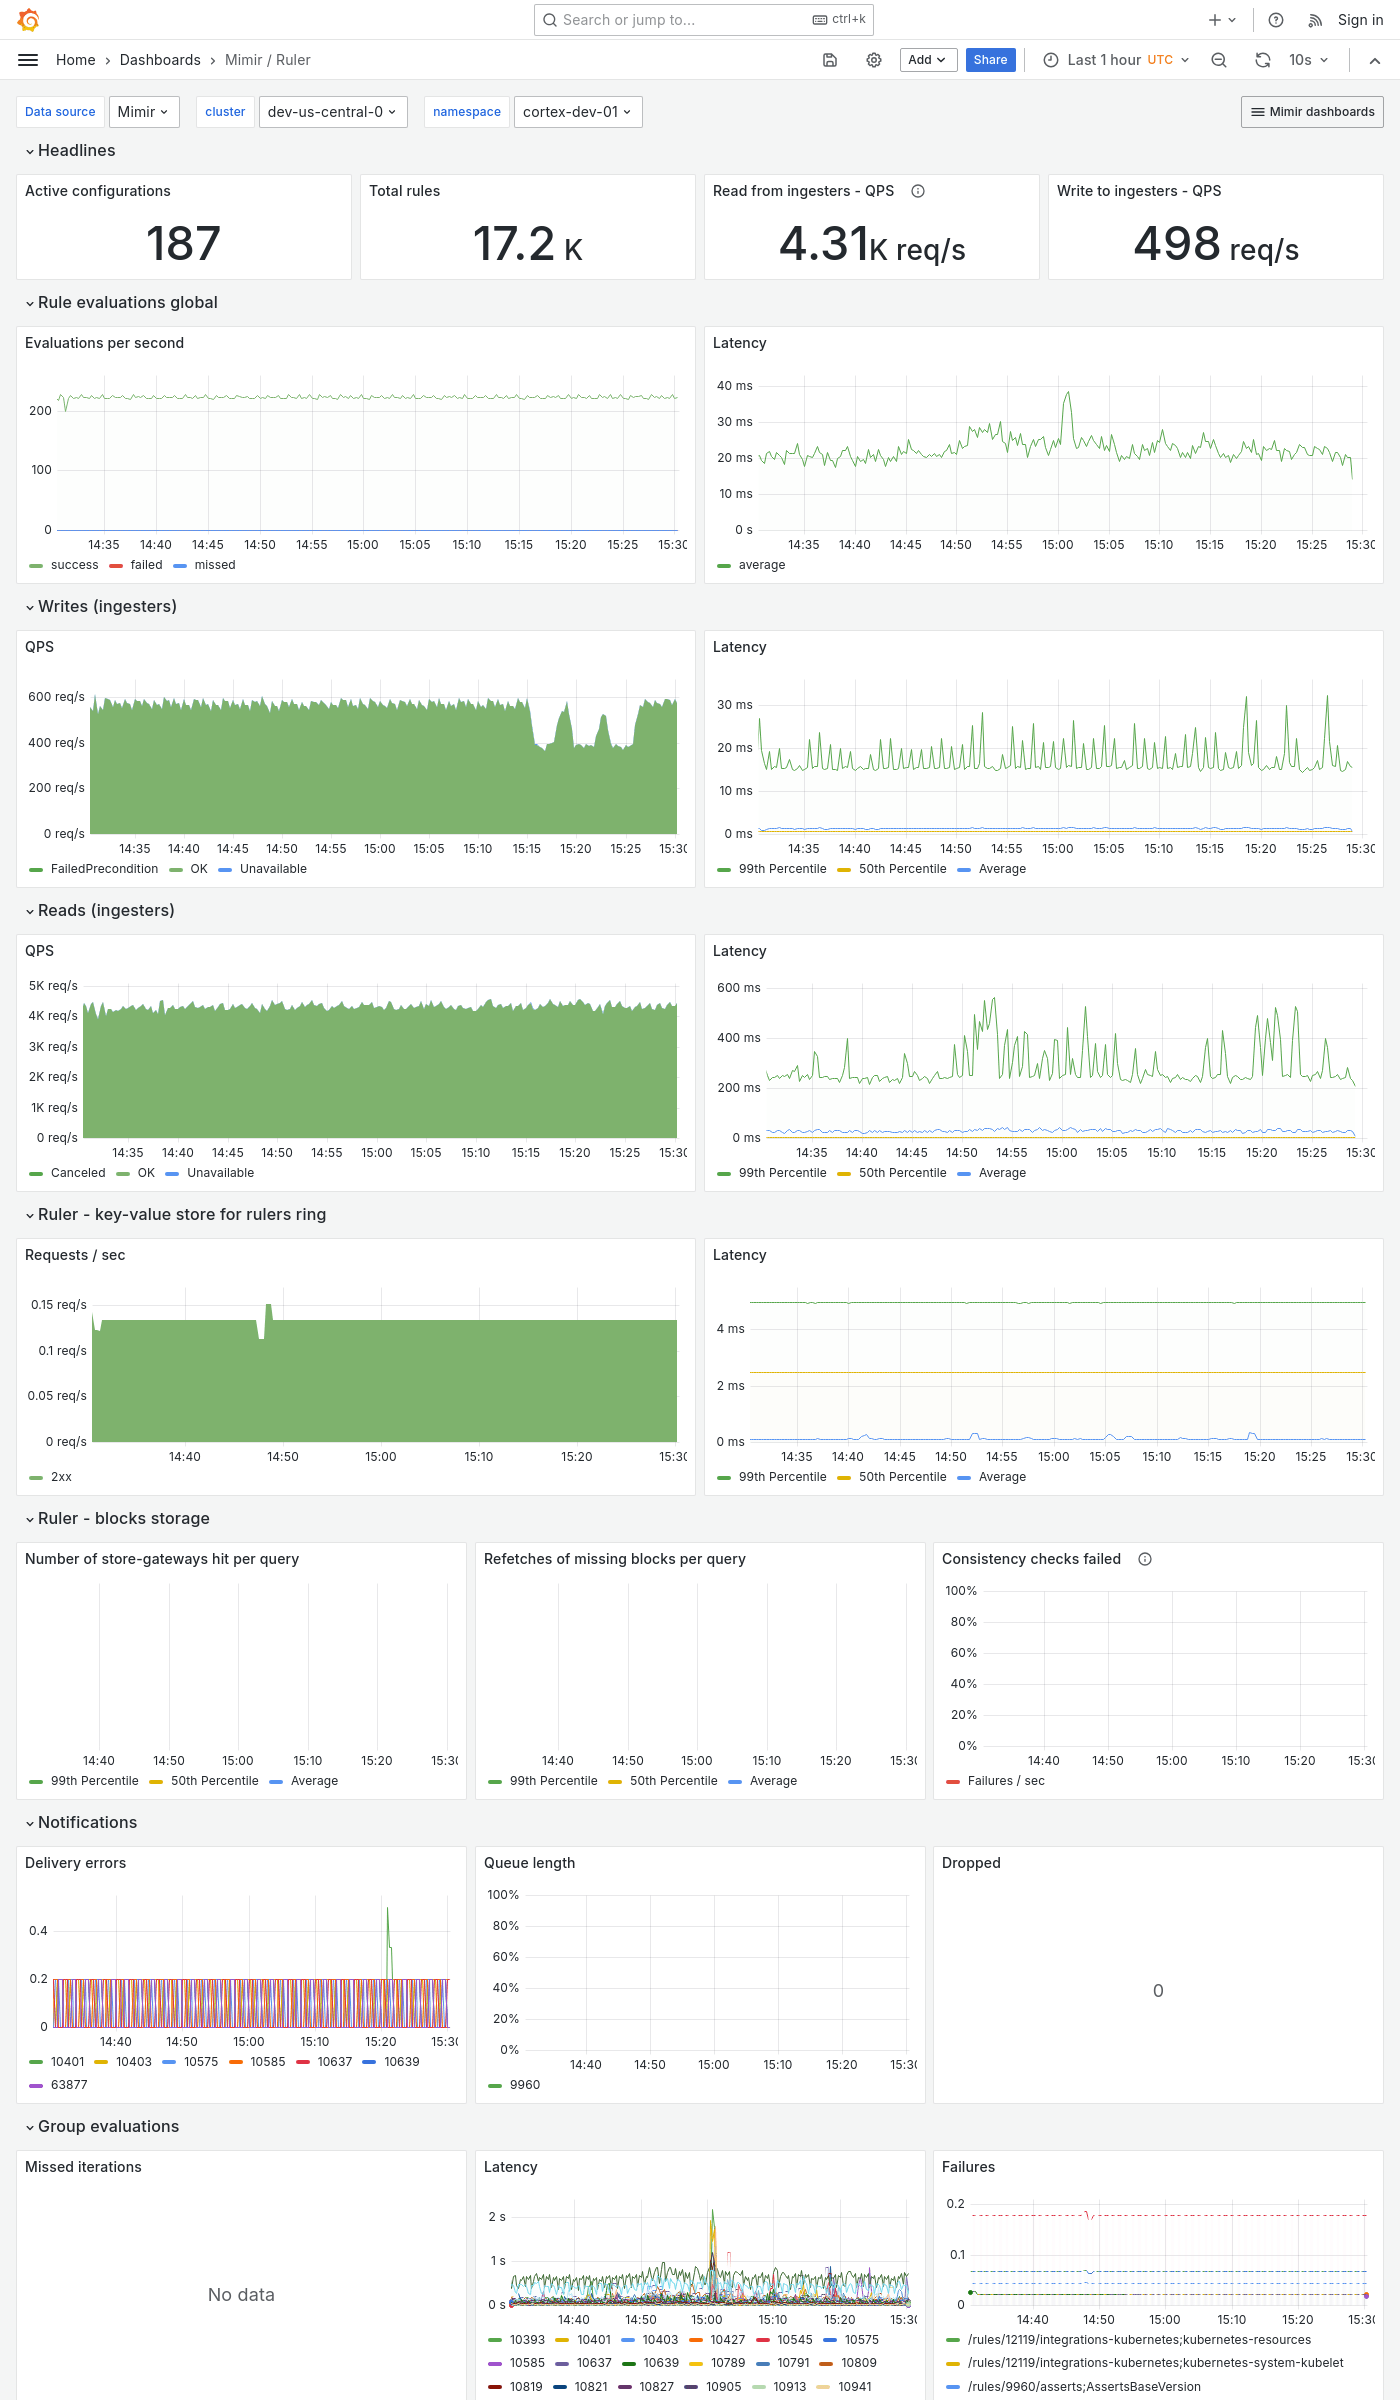 Search or jump to... ctrl+k Sign in
Home › Dashboards › Mimir / Ruler Add Share Last 1 hour UTC 10s
Data source Mimir cluster dev-us-central-0 namespace cortex-dev-01 Mimir dashboards
Headlines
Active configurations Total rules Read from ingesters - QPS Write to ingesters - QPS
187 17.2 K 4.31K req/s 498 req/s
Rule evaluations global
Evaluations per second
200
100
0
14:35 14:40 14:45 14:50 14:55 15:00 15:05 15:10 15:15 15:20 15:25 15:30
success failed missed
Latency
40 ms
30 ms
20 ms
10 ms
0 s
14:35 14:40 14:45 14:50 14:55 15:00 15:05 15:10 15:15 15:20 15:25 15:30
average
Writes (ingesters)
QPS
600 req/s
400 req/s
200 req/s
0 req/s
14:35 14:40 14:45 14:50 14:55 15:00 15:05 15:10 15:15 15:20 15:25 15:30
FailedPrecondition OK Unavailable
Latency
30 ms
20 ms
10 ms
0 ms
14:35 14:40 14:45 14:50 14:55 15:00 15:05 15:10 15:15 15:20 15:25 15:30
99th Percentile 50th Percentile Average
Reads (ingesters)
QPS
5K req/s
4K req/s
3K req/s
2K req/s
1K req/s
0 req/s
14:35 14:40 14:45 14:50 14:55 15:00 15:05 15:10 15:15 15:20 15:25 15:30
Canceled OK Unavailable
Latency
600 ms
400 ms
200 ms
0 ms
14:35 14:40 14:45 14:50 14:55 15:00 15:05 15:10 15:15 15:20 15:25 15:30
99th Percentile 50th Percentile Average
Ruler - key-value store for rulers ring
Requests / sec
0.15 req/s
0.1 req/s
0.05 req/s
0 req/s
14:40 14:50 15:00 15:10 15:20 15:30
2xx
Latency
4 ms
2 ms
0 ms
14:35 14:40 14:45 14:50 14:55 15:00 15:05 15:10 15:15 15:20 15:25 15:30
99th Percentile 50th Percentile Average
Ruler - blocks storage
Number of store-gateways hit per query
14:40 14:50 15:00 15:10 15:20 15:30
99th Percentile 50th Percentile Average
Refetches of missing blocks per query
14:40 14:50 15:00 15:10 15:20 15:30
99th Percentile 50th Percentile Average
Consistency checks failed
100%
80%
60%
40%
20%
0%
14:40 14:50 15:00 15:10 15:20 15:30
Failures / sec
Notifications
Delivery errors
0.4
0.2
0
14:40 14:50 15:00 15:10 15:20 15:30
10401 10403 10575 10585 10637 10639
63877
Queue length
100%
80%
60%
40%
20%
0%
14:40 14:50 15:00 15:10 15:20 15:30
9960
Dropped
0
Group evaluations
Missed iterations
No data
Latency
2 s
1 s
0 s
14:40 14:50 15:00 15:10 15:20 15:30
10393 10401 10403 10427 10545 10575
10585 10637 10639 10789 10791 10809
10819 10821 10827 10905 10913 10941
Failures
0.2
0.1
0
14:40 14:50 15:00 15:10 15:20 15:30
/rules/12119/integrations-kubernetes;kubernetes-resources
/rules/12119/integrations-kubernetes;kubernetes-system-kubelet
/rules/9960/asserts;AssertsBaseVersion